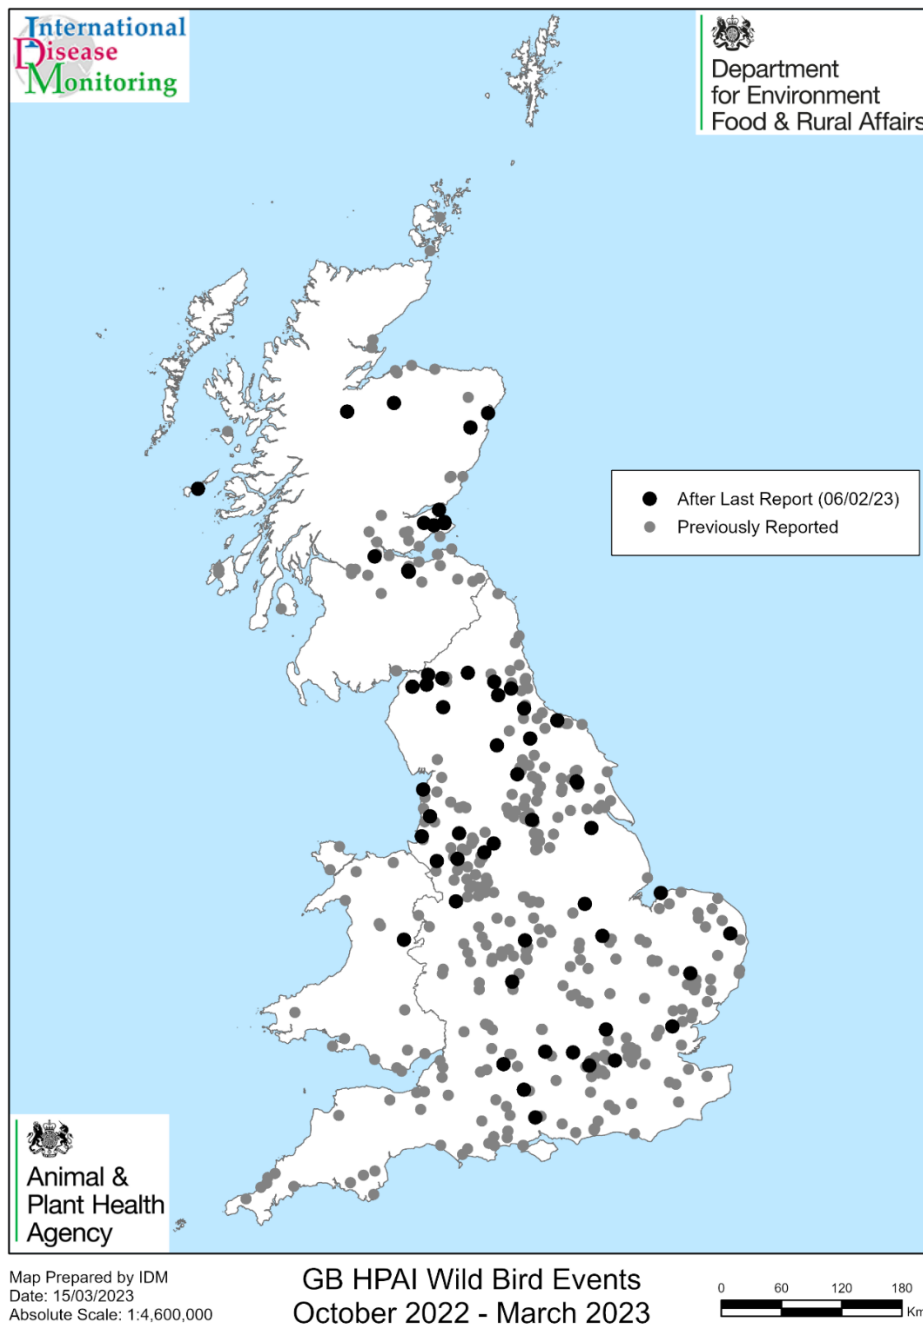 International
Disease
Monitoring
Department
for Environment
Food & Rural Affairs
After Last Report (06/02/23)
Previously Reported
Animal &
Plant Health
Agency
Map Prepared by IDM
Date: 15/03/2023
Absolute Scale: 1:4,600,000
GB HPAI Wild Bird Events
October 2022 - March 2023
0 60 120 180
Km